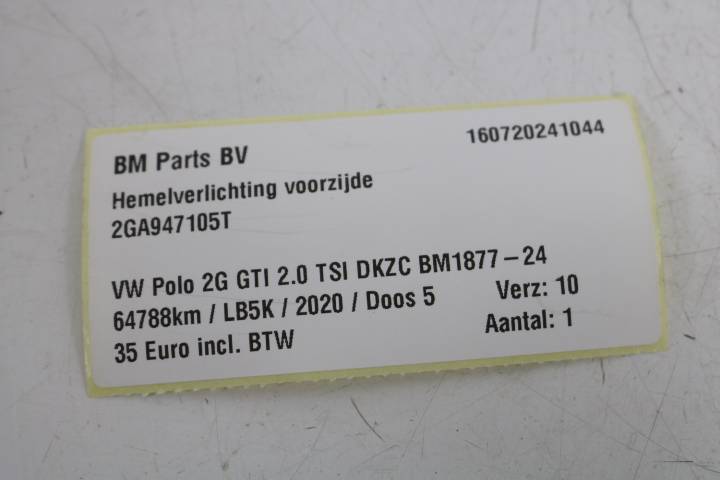 BM Parts BV 160720241044
Hemelverlichting voorzijde
2GA947105T
VW Polo 2G GTI 2.0 TSI DKZC BM1877-24
64788km / LB5K / 2020 / Doos 5 Verz: 10
35 Euro incl. BTW Aantal: 1